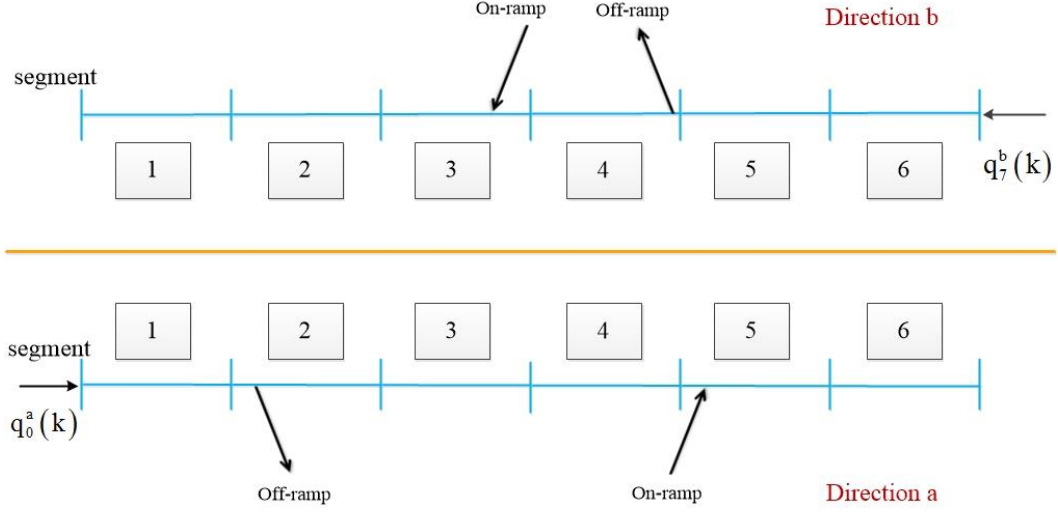 On-ramp Off-ramp Direction b
segment
1 2 3 4 5 6
q₇ᵇ(k)
1 2 3 4 5 6
segment
q₀ᵃ(k)
Off-ramp On-ramp Direction a